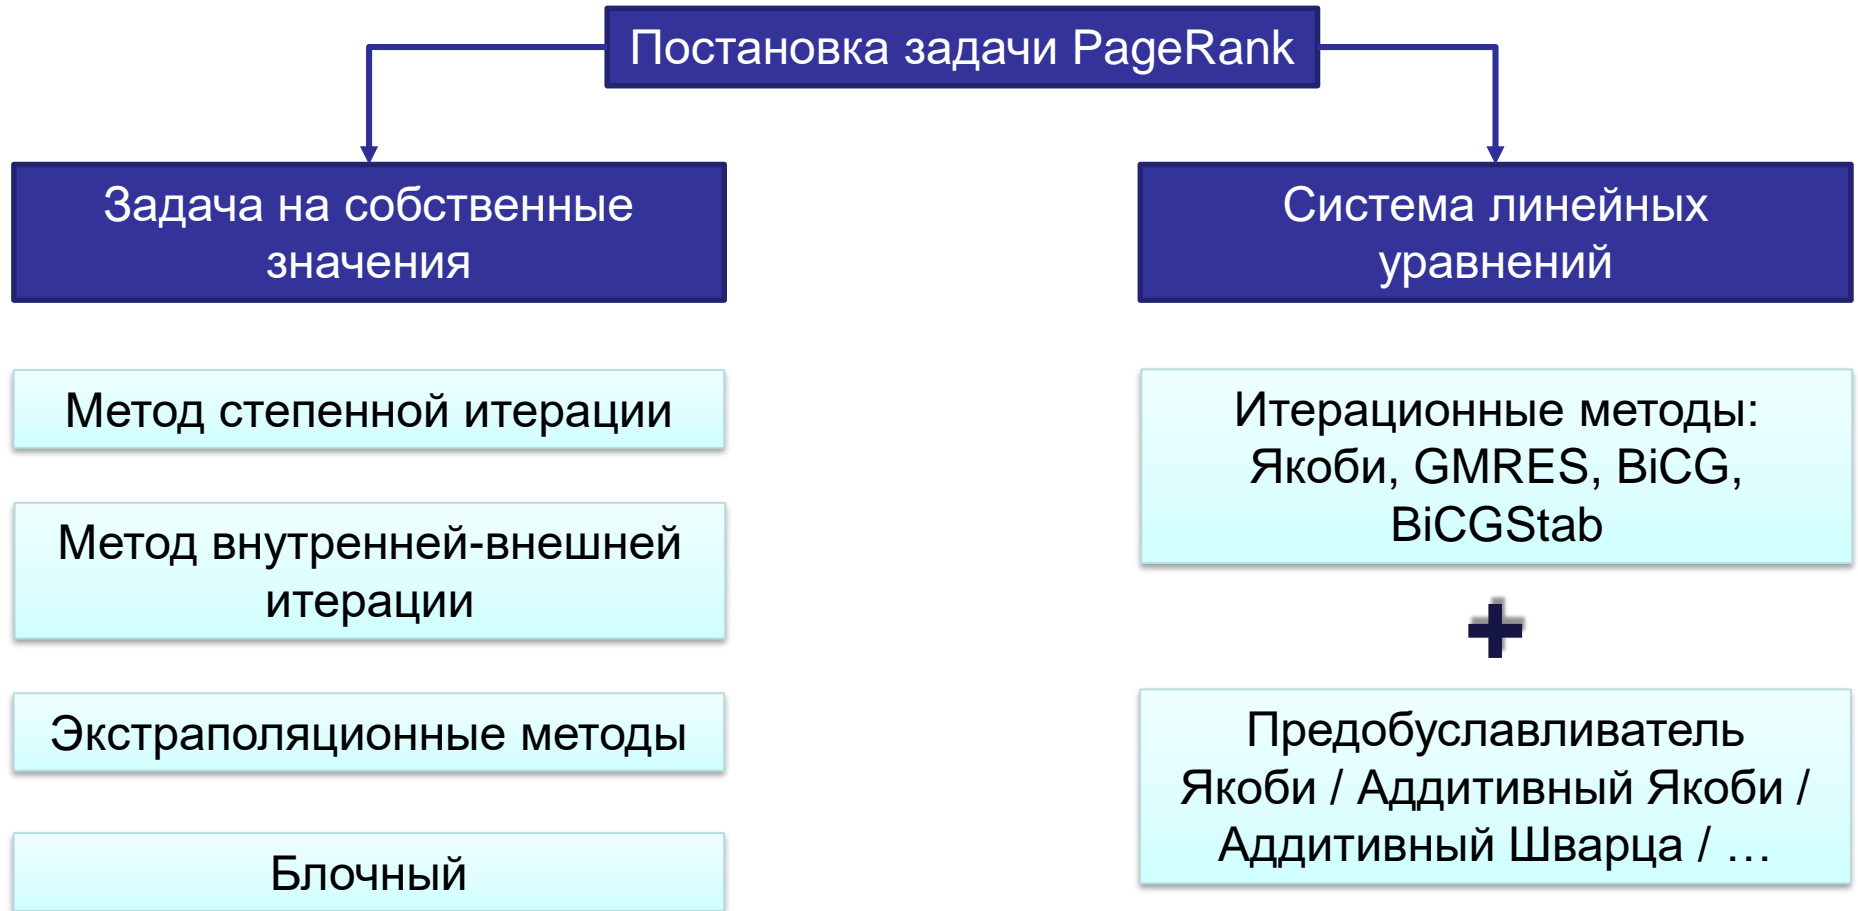 Постановка задачи PageRank
Задача на собственные
значения
Метод степенной итерации
Метод внутренней-внешней
итерации
Экстраполяционные методы
Блочный
Система линейных
уравнений
Итерационные методы:
Якоби, GMRES, BiCG,
BiCGStab
+
Предобуславливатель
Якоби / Аддитивный Якоби /
Аддитивный Шварца / …